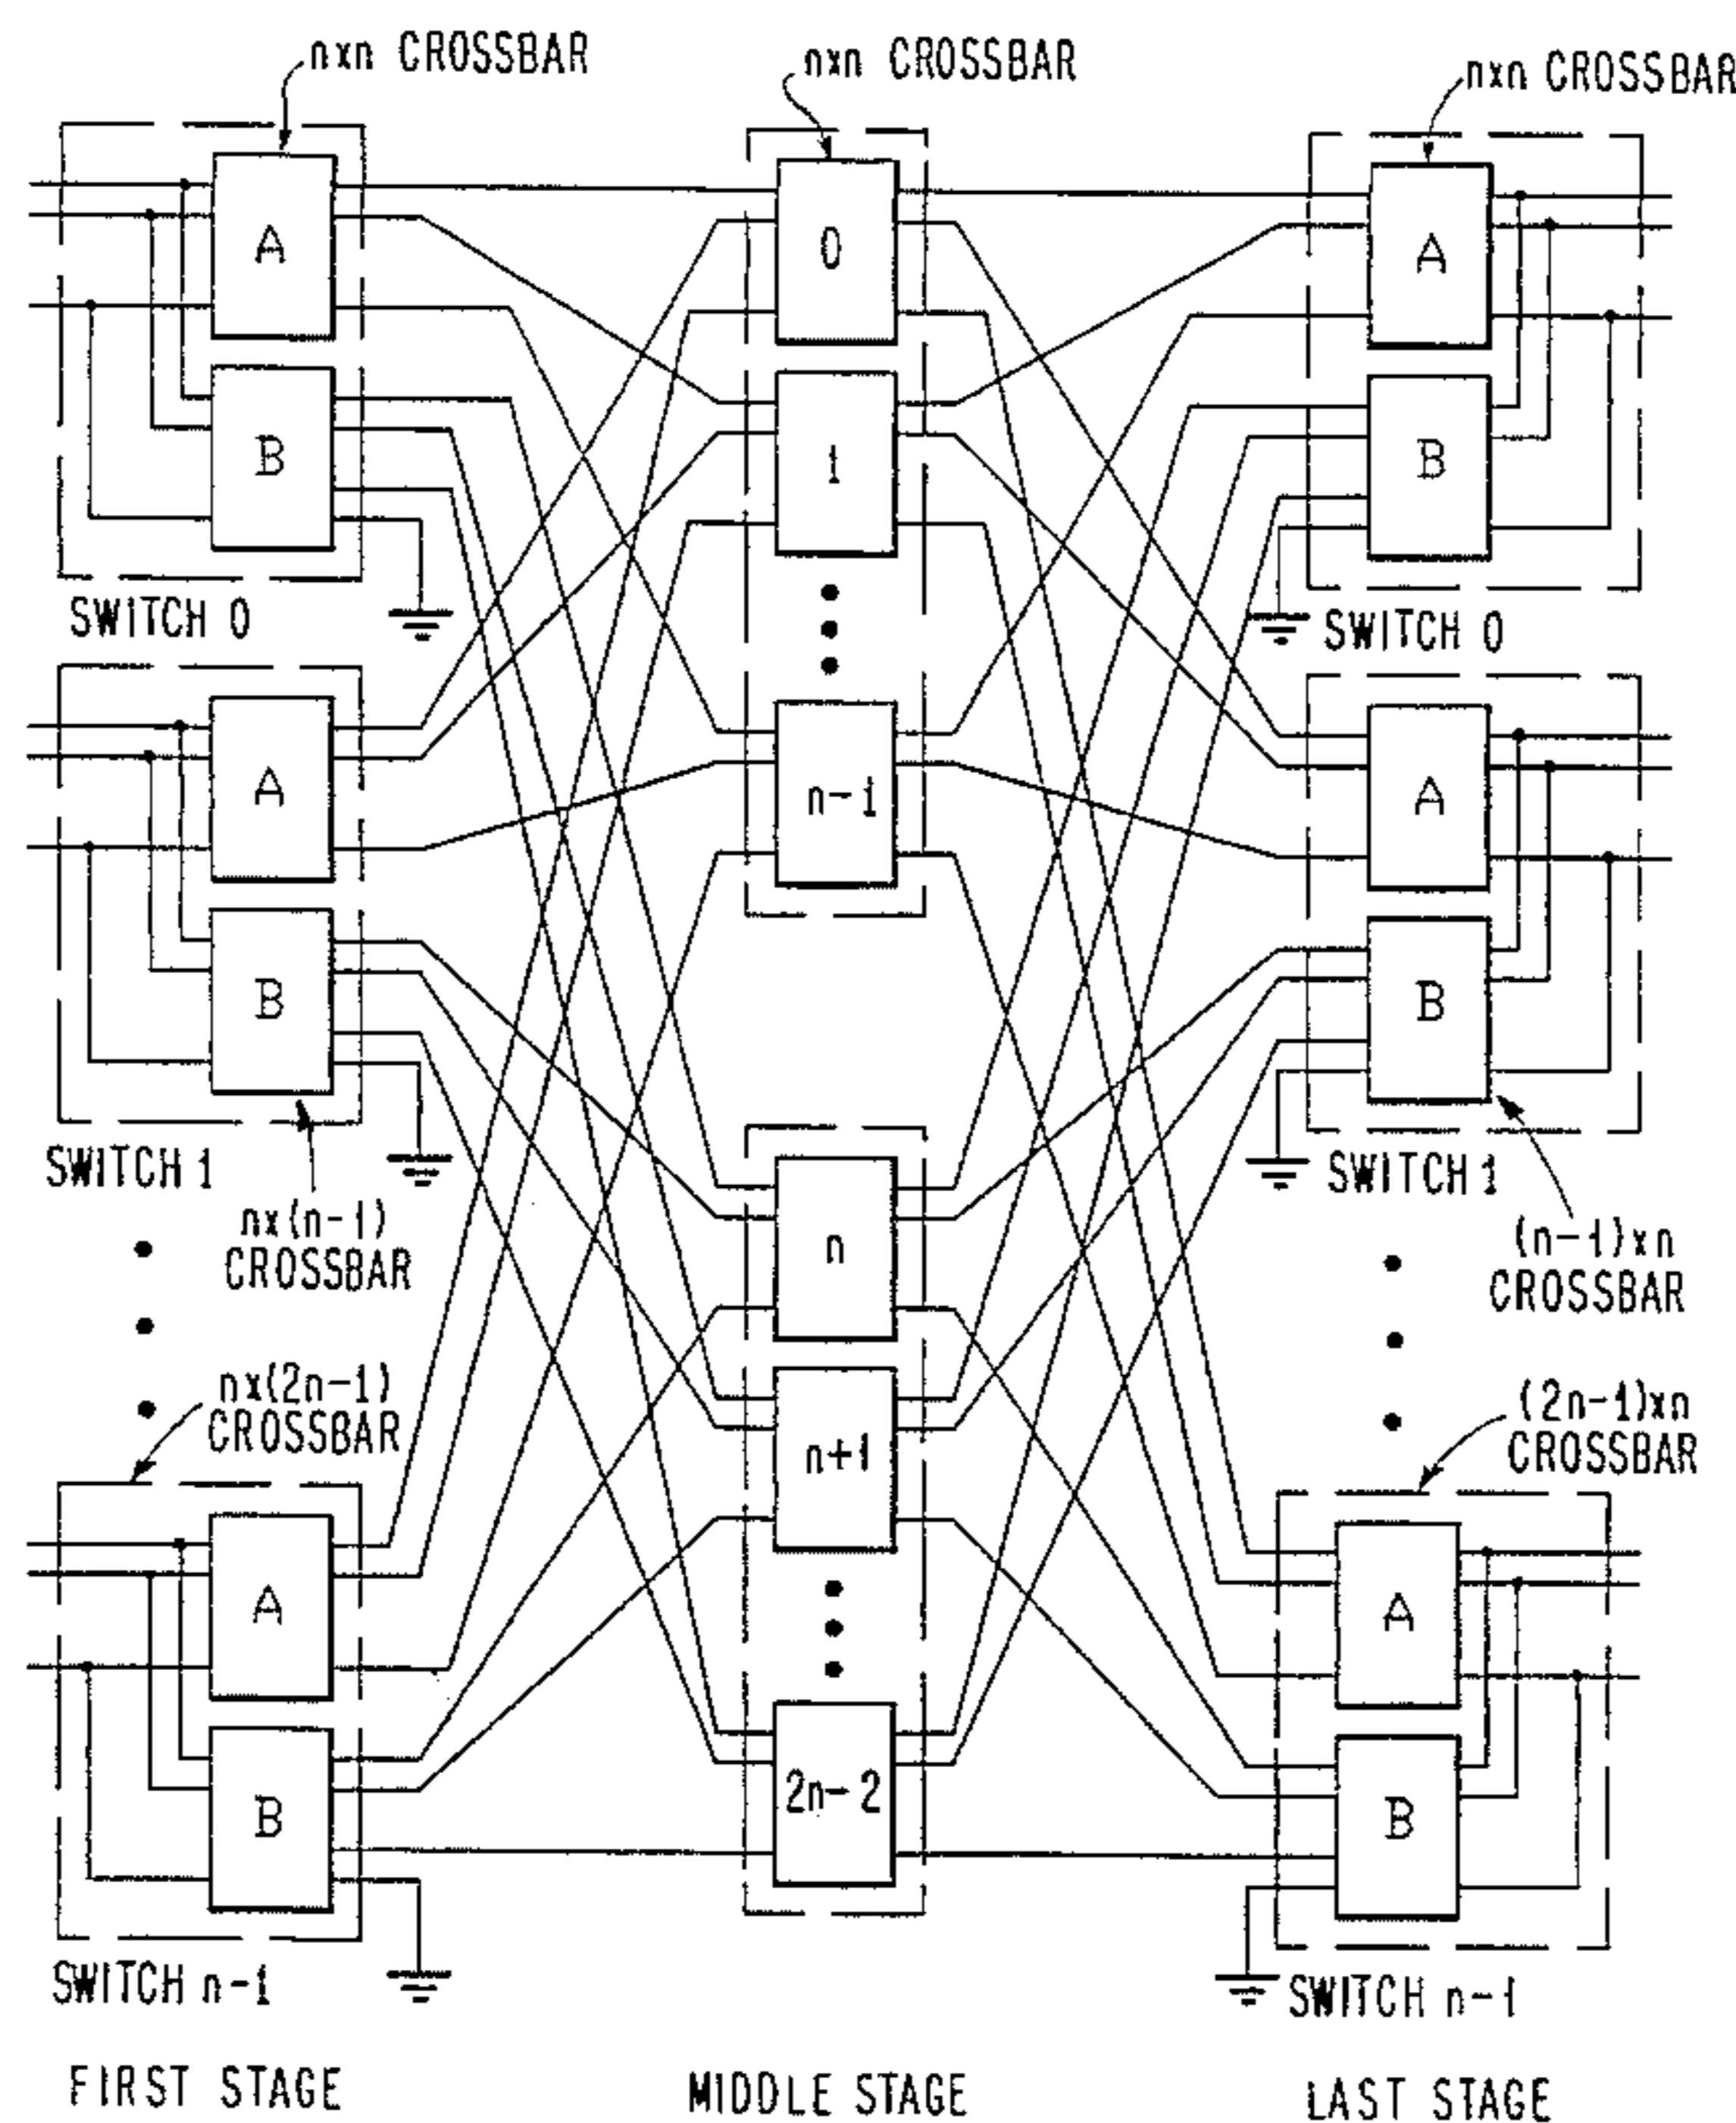 nxn CROSSBAR
nxn CROSSBAR
nxn CROSSBAR
A
B
SWITCH 0
A
B
SWITCH 1
nx(n-1)
CROSSBAR
nx(2n-1)
CROSSBAR
A
B
SWITCH n-1
FIRST STAGE
0
1
n-1
n
n+1
2n-2
MIDDLE STAGE
A
B
SWITCH 0
A
B
SWITCH 1
(n-1)xn
CROSSBAR
(2n-1)xn
CROSSBAR
A
B
SWITCH n-1
LAST STAGE